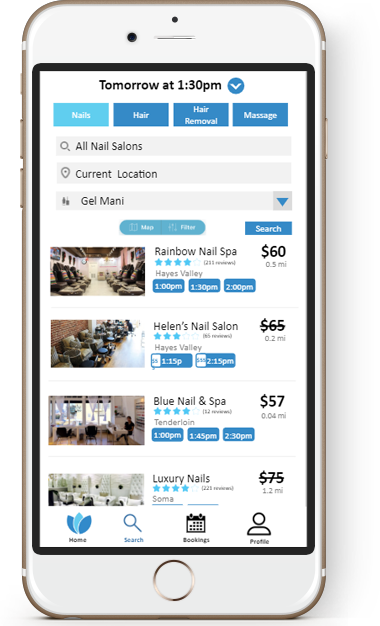 Tomorrow at 1:30pm
Nails
Hair
Hair
Removal
Massage
All Nail Salons
Current Location
Gel Mani
Map
Filter
Search
Rainbow Nail Spa
$60
(215 reviews)
0.5 mi
Hayes Valley
1:00pm 1:30pm 2:00pm
Helen's Nail Salon
$65
(65 reviews)
0.2 mi
Hayes Valley
1:15p 2:15pm
Blue Nail & Spa
$57
(32 reviews)
0.04 mi
Tenderloin
1:00pm 1:45pm 2:30pm
Luxury Nails
$75
(225 reviews)
1.2 mi
Soma
Home
Search
Bookings
Profile